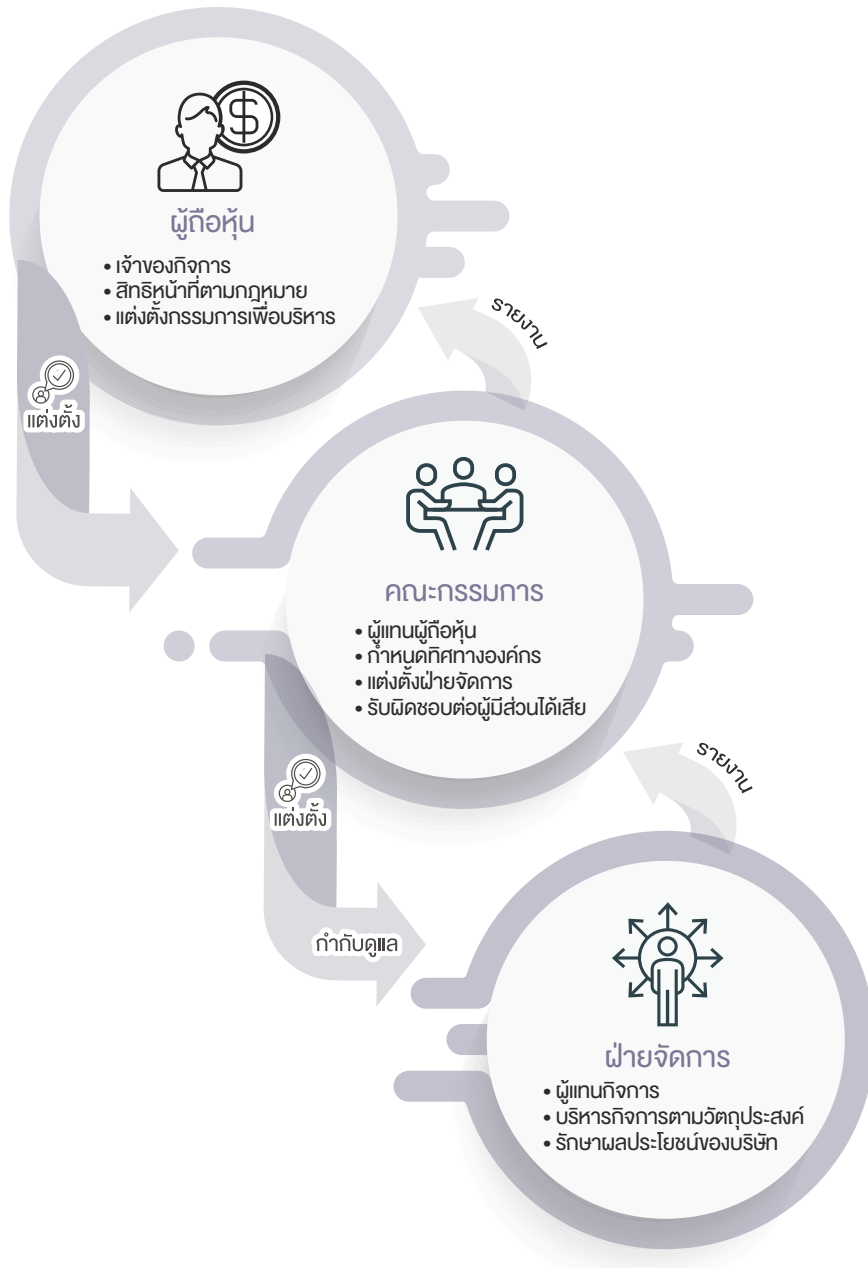 ผู้ถือหุ้น
• เจ้าของกิจการ
• สิทธิหน้าที่ตามกฎหมาย
• แต่งตั้งกรรมการเพื่อบริหาร
รายงาน
แต่งตั้ง
คณะกรรมการ
• ผู้แทนผู้ถือหุ้น
• กำหนดทิศทางองค์กร
• แต่งตั้งฝ่ายจัดการ
• รับผิดชอบต่อผู้มีส่วนได้เสีย
รายงาน
แต่งตั้ง
กำกับดูแล
ฝ่ายจัดการ
• ผู้แทนกิจการ
• บริหารกิจการตามวัตถุประสงค์
• รักษาผลประโยชน์ของบริษัท